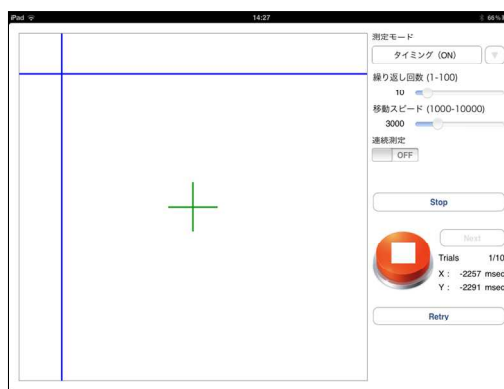 iPad 14:27 66%
測定モード
タイミング (ON)
繰り返し回数 (1-100)
10
移動スピード (1000-10000)
3000
連続測定
OFF
Stop
Next
Trials 1/10
X : -2257 msec
Y : -2291 msec
Retry